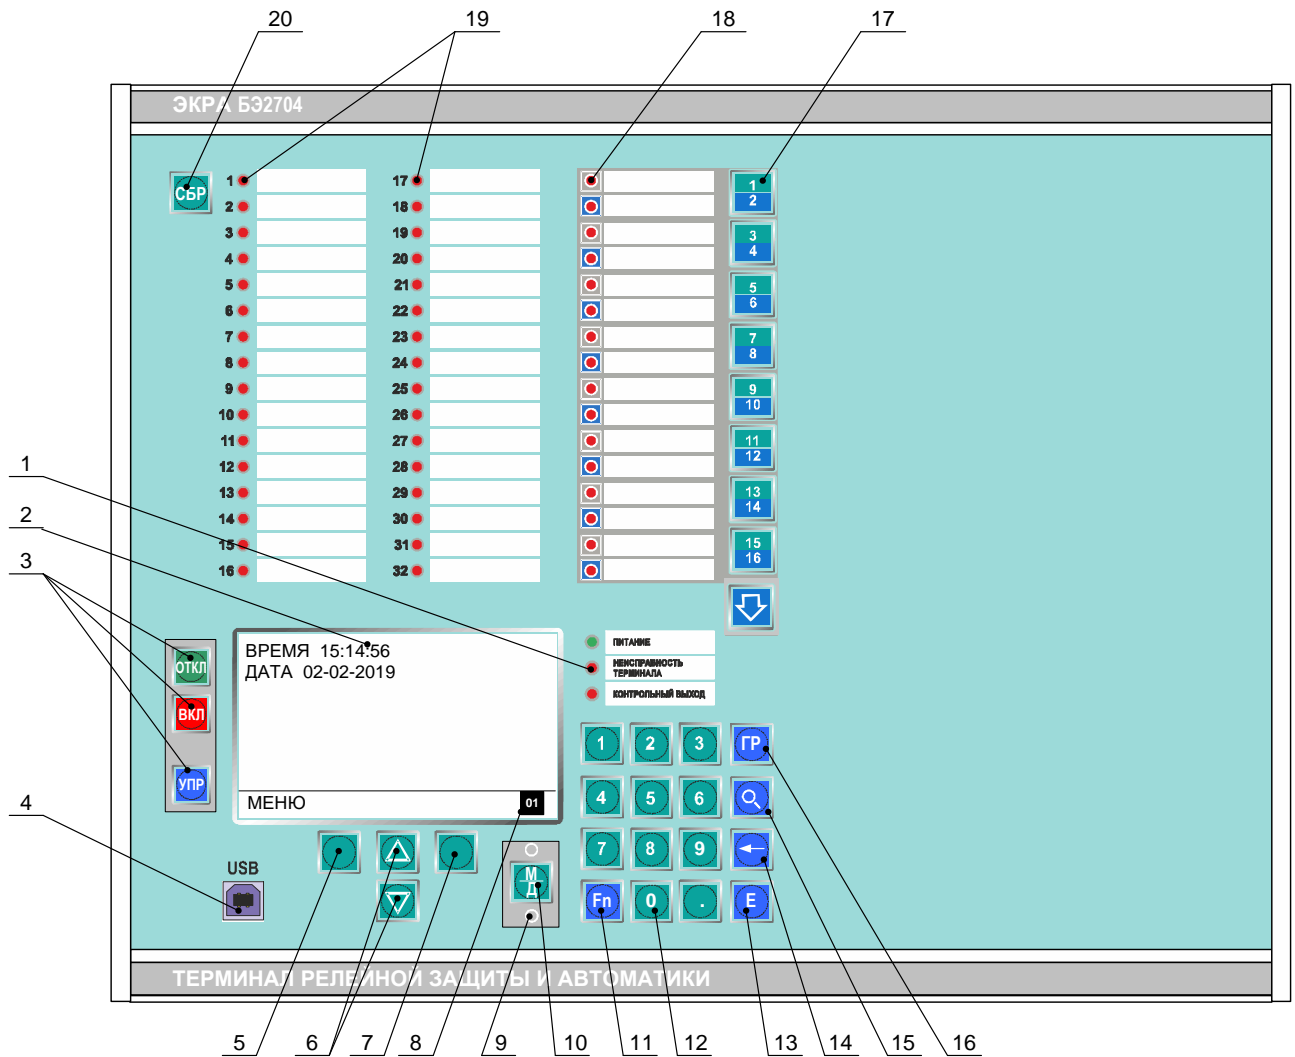 20 19 18 17
ЭКРА БЭ2704
СБР
1 17 1
2 18 2
3 19 3
4 20 4
5 21 5
6 22 6
7 23 7
8 24 8
9 25 9
10 26 10
11 27 11
12 28 12
13 29 13
14 30 14
15 31 15
16 32 16
1
2
3
4
ОТКЛ
ВКЛ
УПР
ВРЕМЯ 15:14:56
ДАТА 02-02-2019
МЕНЮ 01
ПИТАНИЕ
НЕИСПРАВНОСТЬ
ТЕРМИНАЛА
КОНТРОЛЬНЫЙ ВЫХОД
USB
М
Д
1 2 3 ГР
4 5 6
7 8 9
Fn 0 . E
ТЕРМИНАЛ РЕЛЕЙНОЙ ЗАЩИТЫ И АВТОМАТИКИ
5 6 7 8 9 10 11 12 13 14 15 16